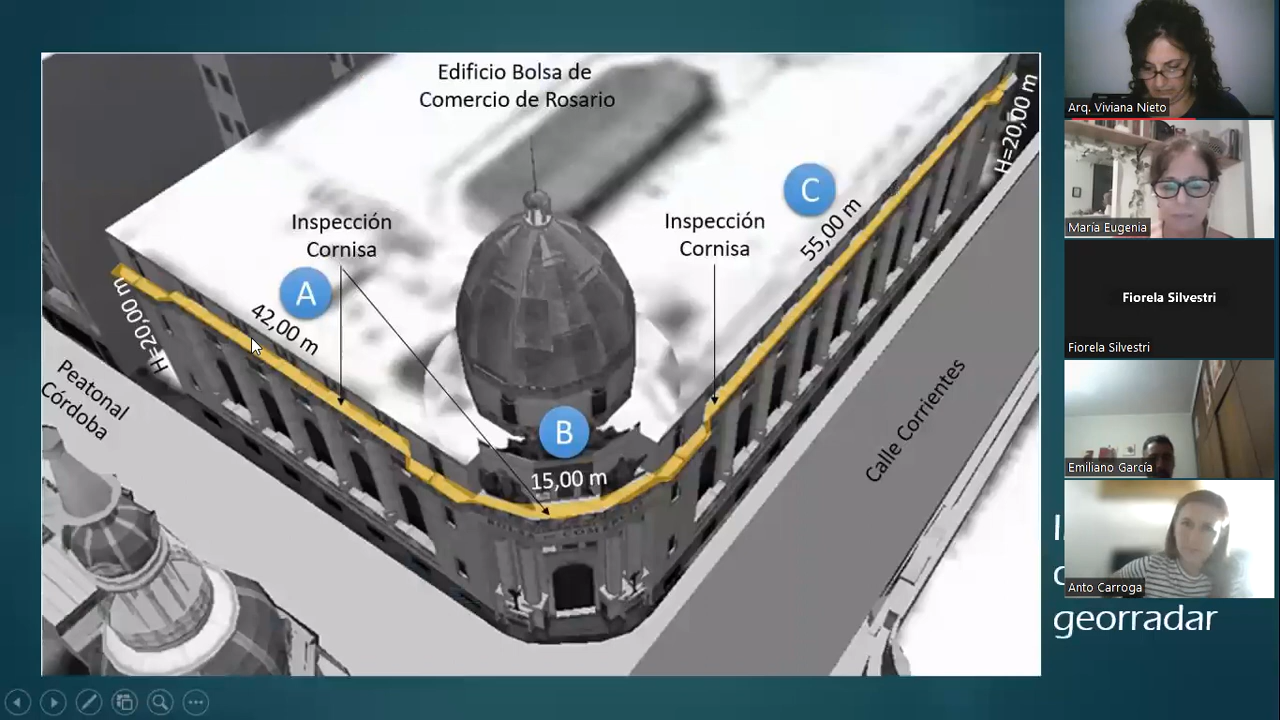 Edificio Bolsa de
Comercio de Rosario
Inspección
Cornisa
A
42,00 m
H=20,00 m
Peatonal
Córdoba
B
15,00 m
Inspección
Cornisa
C
55,00 m
H=20,00 m
Calle Corrientes
georradar
Arq. Viviana Nieto
María Eugenia
Fiorela Silvestri
Fiorela Silvestri
Emiliano García
Anto Carroga